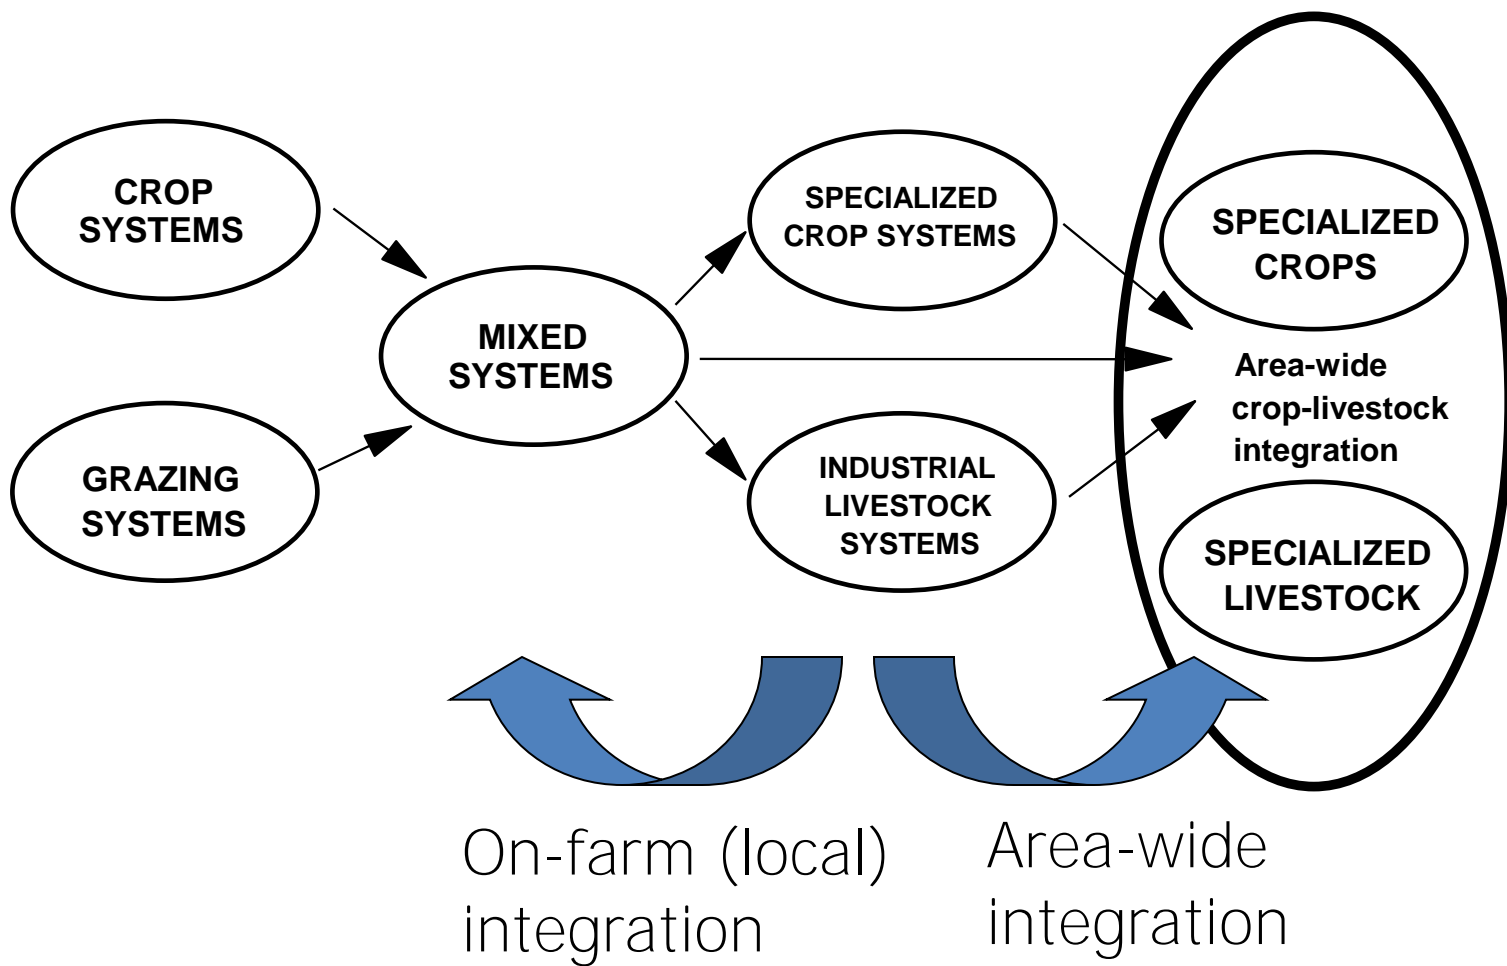 CROP
SYSTEMS
GRAZING
SYSTEMS
MIXED
SYSTEMS
SPECIALIZED
CROP SYSTEMS
INDUSTRIAL
LIVESTOCK
SYSTEMS
SPECIALIZED
CROPS
Area-wide
crop-livestock
integration
SPECIALIZED
LIVESTOCK
On-farm (local)
integration
Area-wide
integration